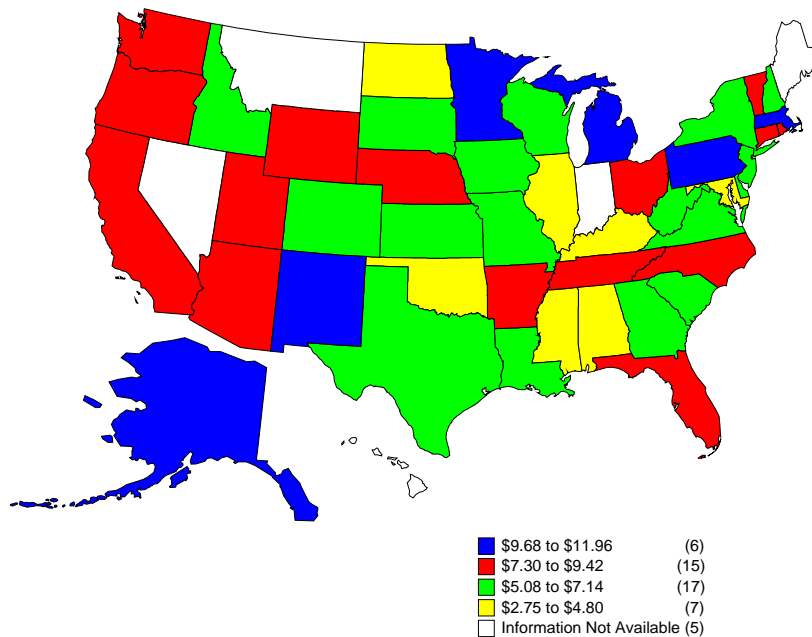 $9.68 to $11.96 (6)
$7.30 to $9.42 (15)
$5.08 to $7.14 (17)
$2.75 to $4.80 (7)
Information Not Available (5)